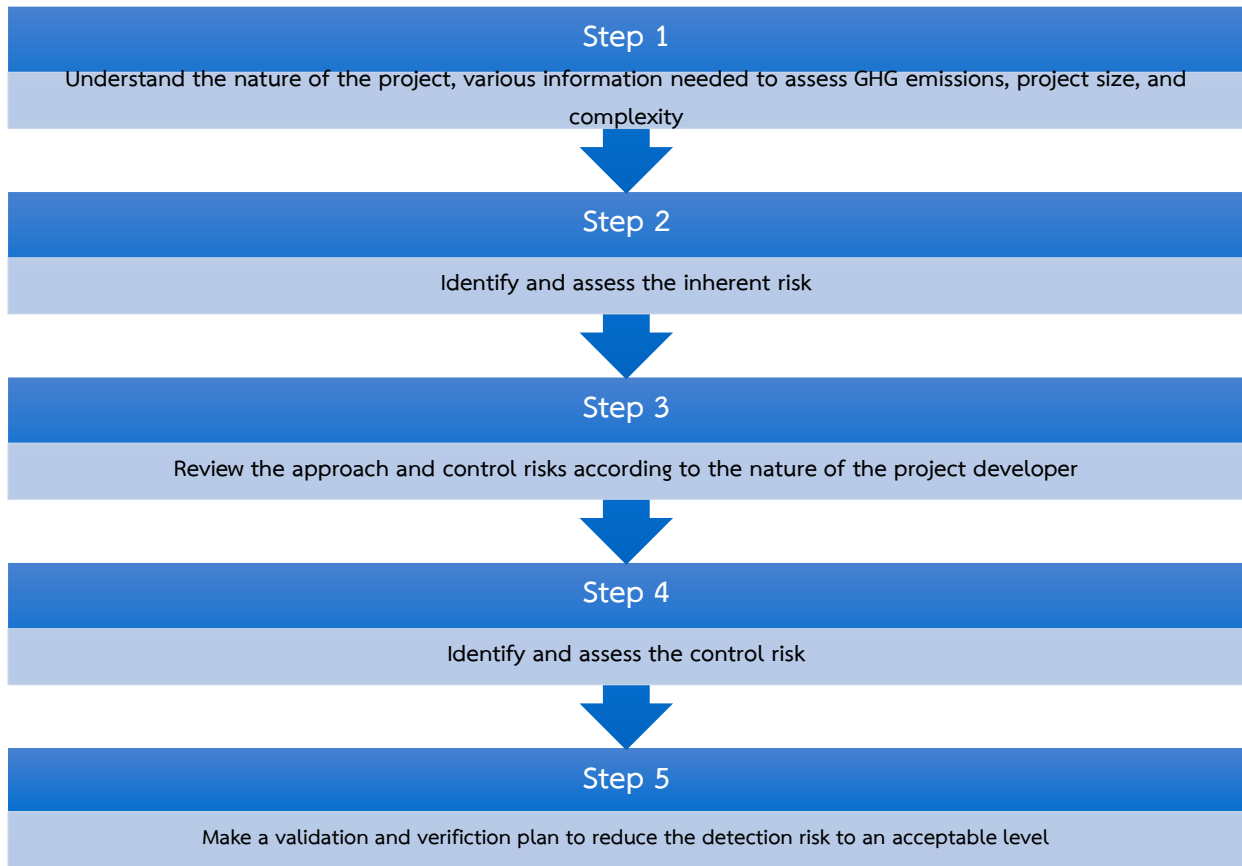 Step 1
Understand the nature of the project, various information needed to assess GHG emissions, project size, and
complexity
Step 2
Identify and assess the inherent risk
Step 3
Review the approach and control risks according to the nature of the project developer
Step 4
Identify and assess the control risk
Step 5
Make a validation and verifiction plan to reduce the detection risk to an acceptable level